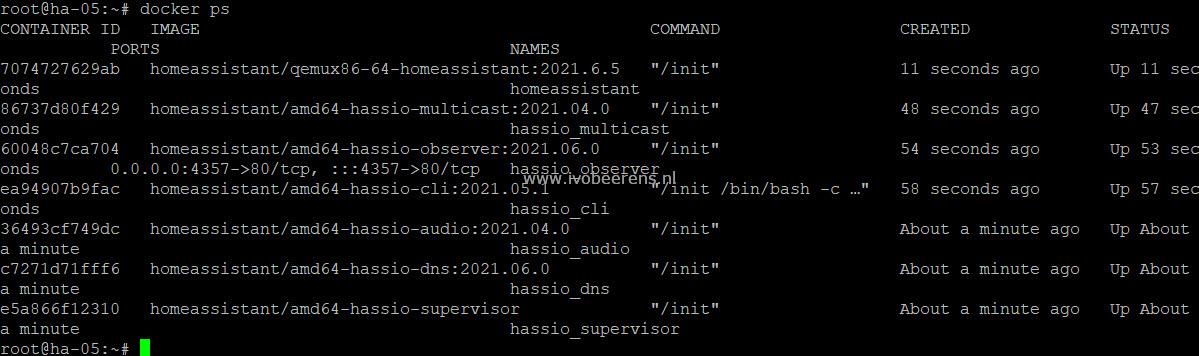 root@ha-05:~# docker ps
CONTAINER ID   IMAGE                                             COMMAND                  CREATED              STATUS
           PORTS                                   NAMES
7074727629ab   homeassistant/qemux86-64-homeassistant:2021.6.5   "/init"                  11 seconds ago       Up 11 sec
onds                                               homeassistant
86737d80f429   homeassistant/amd64-hassio-multicast:2021.04.0    "/init"                  48 seconds ago       Up 47 sec
onds                                               hassio_multicast
60048c7ca704   homeassistant/amd64-hassio-observer:2021.06.0     "/init"                  54 seconds ago       Up 53 sec
onds       0.0.0.0:4357->80/tcp, :::4357->80/tcp   hassio_observer
www.ivobeerens.nl
ea94907b9fac   homeassistant/amd64-hassio-cli:2021.05.1          "/init /bin/bash -c …"   58 seconds ago       Up 57 sec
onds                                               hassio_cli
36493cf749dc   homeassistant/amd64-hassio-audio:2021.04.0        "/init"                  About a minute ago   Up About
a minute                                           hassio_audio
c7271d71fff6   homeassistant/amd64-hassio-dns:2021.06.0          "/init"                  About a minute ago   Up About
a minute                                           hassio_dns
e5a866f12310   homeassistant/amd64-hassio-supervisor             "/init"                  About a minute ago   Up About
a minute                                           hassio_supervisor
root@ha-05:~#